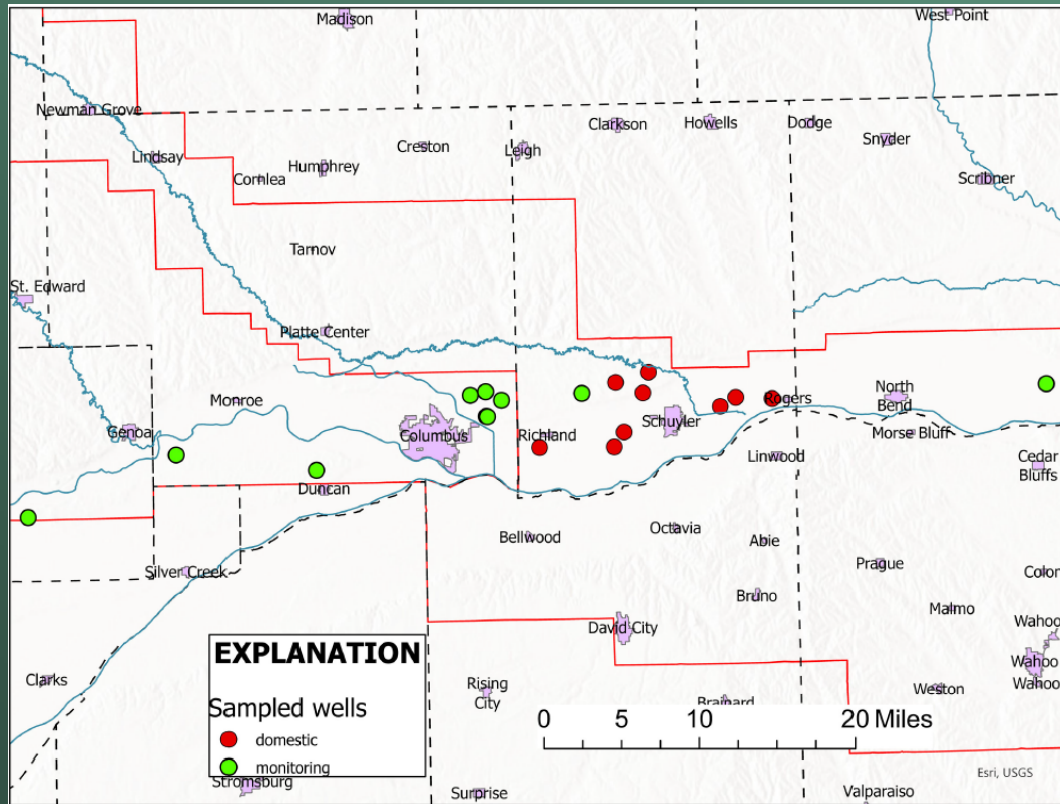 Madison
West Point
Newman Grove
Clarkson
Howells
Dodge
Snyder
Creston
Leigh
Lindsay
Humphrey
Cornlea
Scribner
Tarnov
St. Edward
Platte Center
Monroe
North
Bend
Rogers
Genoa
Columbus
Richland
Schuyler
Morse Bluff
Linwood
Cedar
Bluffs
Duncan
Bellwood
Octavia
Abie
Silver Creek
Prague
Colon
Bruno
Malmo
Wahoo
David City
EXPLANATION
Wahoo
Clarks
Rising
City
Weston
Wahoo
Brainard
Sampled wells
0 5 10 20 Miles
domestic
monitoring
Esri, USGS
Stromsburg
Surprise
Valparaiso